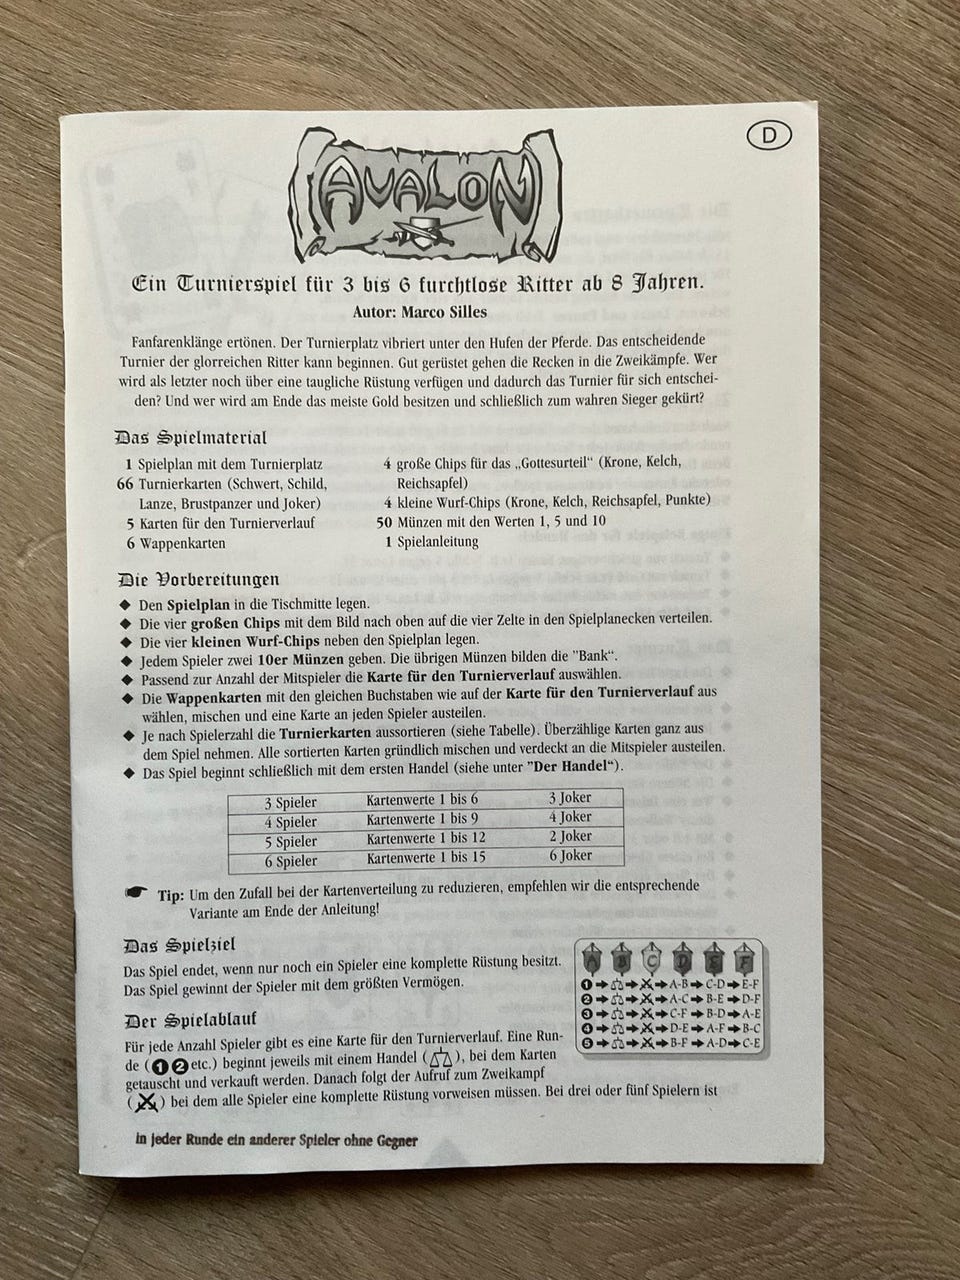 D
AVALON
Ein Turnierspiel für 3 bis 6 furchtlose Ritter ab 8 Jahren.
Autor: Marco Silles
Fanfarenklänge ertönen. Der Turnierplatz vibriert unter den Hufen der Pferde. Das entscheidende
Turnier der glorreichen Ritter kann beginnen. Gut gerüstet gehen die Recken in die Zweikämpfe. Wer
wird als letzter noch über eine taugliche Rüstung verfügen und dadurch das Turnier für sich entschei-
den? Und wer wird am Ende das meiste Gold besitzen und schließlich zum wahren Sieger gekürt?
Das Spielmaterial
1 Spielplan mit dem Turnierplatz
66 Turnierkarten (Schwert, Schild,
Lanze, Brustpanzer und Joker)
5 Karten für den Turnierverlauf
6 Wappenkarten
4 große Chips für das „Gottesurteil“ (Krone, Kelch,
Reichsapfel)
4 kleine Wurf-Chips (Krone, Kelch, Reichsapfel, Punkte)
50 Münzen mit den Werten 1, 5 und 10
1 Spielanleitung
Die Vorbereitungen
◆ Den Spielplan in die Tischmitte legen.
◆ Die vier großen Chips mit dem Bild nach oben auf die vier Zelte in den Spielplanecken verteilen.
◆ Die vier kleinen Wurf-Chips neben den Spielplan legen.
◆ Jedem Spieler zwei 10er Münzen geben. Die übrigen Münzen bilden die "Bank“.
◆ Passend zur Anzahl der Mitspieler die Karte für den Turnierverlauf auswählen.
◆ Die Wappenkarten mit den gleichen Buchstaben wie auf der Karte für den Turnierverlauf aus
wählen, mischen und eine Karte an jeden Spieler austeilen.
◆ Je nach Spielerzahl die Turnierkarten aussortieren (siehe Tabelle). Überzählige Karten ganz aus
dem Spiel nehmen. Alle sortierten Karten gründlich mischen und verdeckt an die Mitspieler austeilen.
◆ Das Spiel beginnt schließlich mit dem ersten Handel (siehe unter "Der Handel“).
3 Spieler Kartenwerte 1 bis 6 3 Joker
4 Spieler Kartenwerte 1 bis 9 4 Joker
5 Spieler Kartenwerte 1 bis 12 2 Joker
6 Spieler Kartenwerte 1 bis 15 6 Joker
Tip: Um den Zufall bei der Kartenverteilung zu reduzieren, empfehlen wir die entsprechende
Variante am Ende der Anleitung!
Das Spielziel
Das Spiel endet, wenn nur noch ein Spieler eine komplette Rüstung besitzt.
Das Spiel gewinnt der Spieler mit dem größten Vermögen.
A B C D E F
1 → → → A-B → C-D → E-F
2 → → → A-C → B-E → D-F
3 → → → C-F → B-D → A-E
4 → → → D-E → A-F → B-C
5 → → → B-F → A-D → C-E
Der Spielablauf
Für jede Anzahl Spieler gibt es eine Karte für den Turnierverlauf. Eine Run-
de (1 2 etc.) beginnt jeweils mit einem Handel ( ), bei dem Karten
getauscht und verkauft werden. Danach folgt der Aufruf zum Zweikampf
( ) bei dem alle Spieler eine komplette Rüstung vorweisen müssen. Bei drei oder fünf Spielern ist
in jeder Runde ein anderer Spieler ohne Gegner